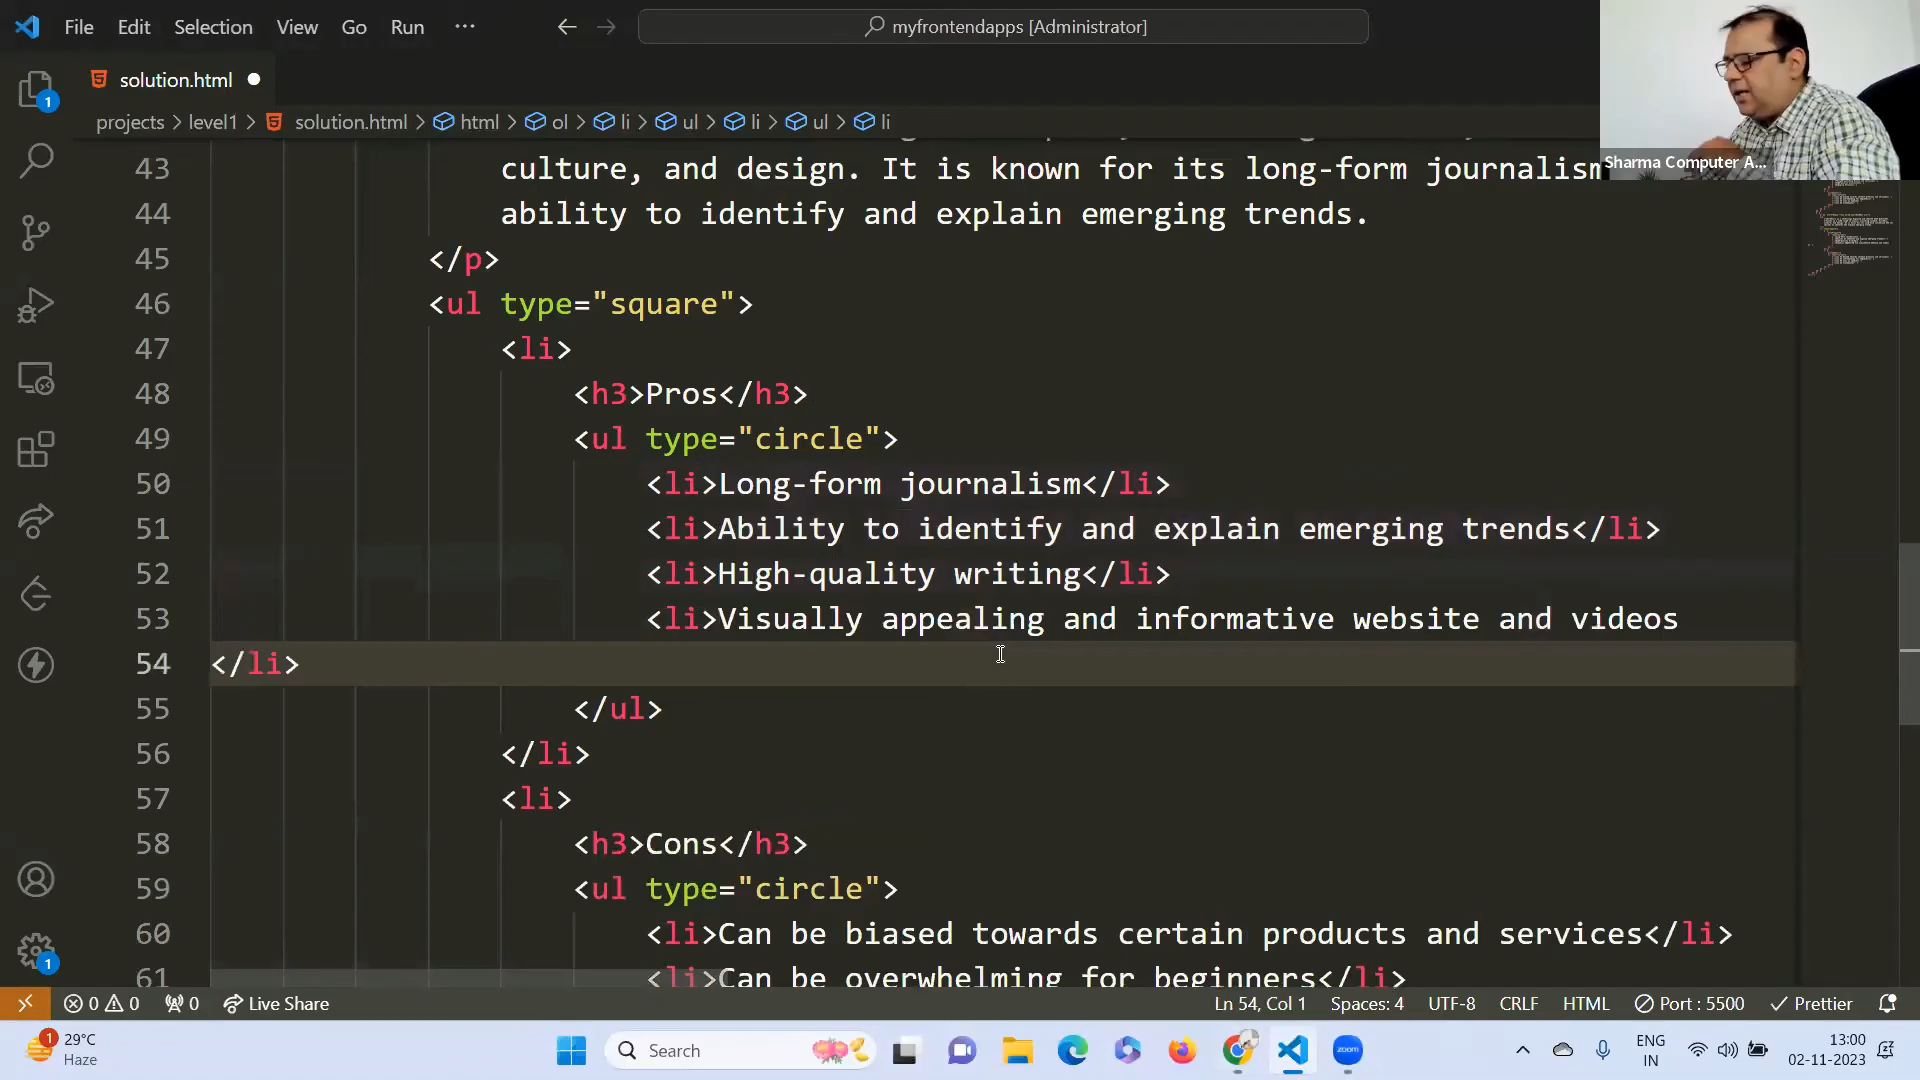 File Edit Selection View Go Run ··· myfrontendapps [Administrator]
solution.html
projects > level1 > solution.html > html > ol > li > ul > li > ul > li
Sharma Computer A...
43 culture, and design. It is known for its long-form journalism
44 ability to identify and explain emerging trends.
45 </p>
46 <ul type="square">
47 <li>
48 <h3>Pros</h3>
49 <ul type="circle">
50 <li>Long-form journalism</li>
51 <li>Ability to identify and explain emerging trends</li>
52 <li>High-quality writing</li>
53 <li>Visually appealing and informative website and videos
54 </li>
55 </ul>
56 </li>
57 <li>
58 <h3>Cons</h3>
59 <ul type="circle">
60 <li>Can be biased towards certain products and services</li>
61 <li>Can be overwhelming for beginners</li>
1
1
0 0 0 Live Share Ln 54, Col 1 Spaces: 4 UTF-8 CRLF HTML Port : 5500 Prettier
1 29°C
Haze
Search
zoom
ENG
IN
13:00
02-11-2023